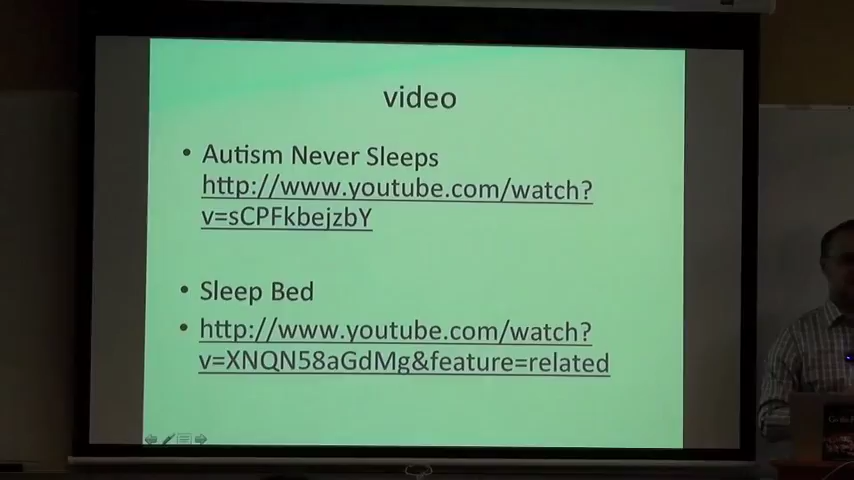 video
• Autism Never Sleeps
http://www.youtube.com/watch?
v=sCPFkbejzbY
• Sleep Bed
• http://www.youtube.com/watch?
v=XNQN58aGdMg&feature=related